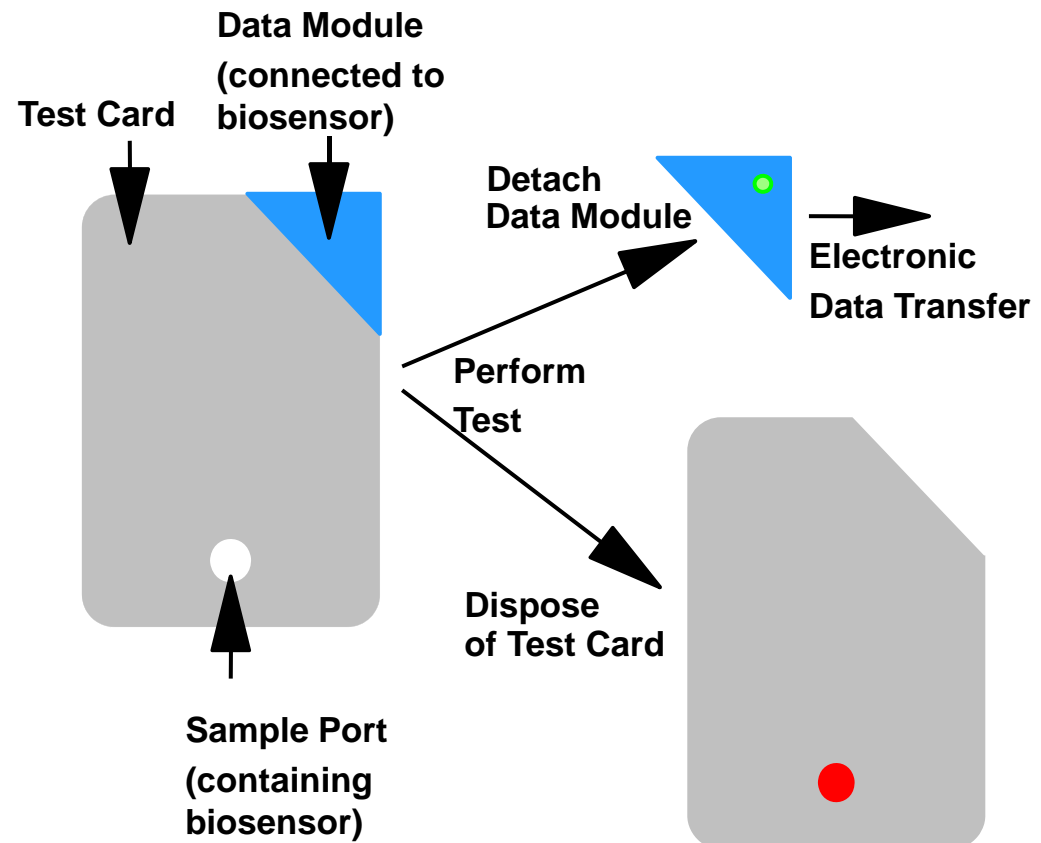 Data Module
(connected to
biosensor)
Test Card
Detach
Data Module
Electronic
Data Transfer
Perform
Test
Dispose
of Test Card
Sample Port
(containing
biosensor)